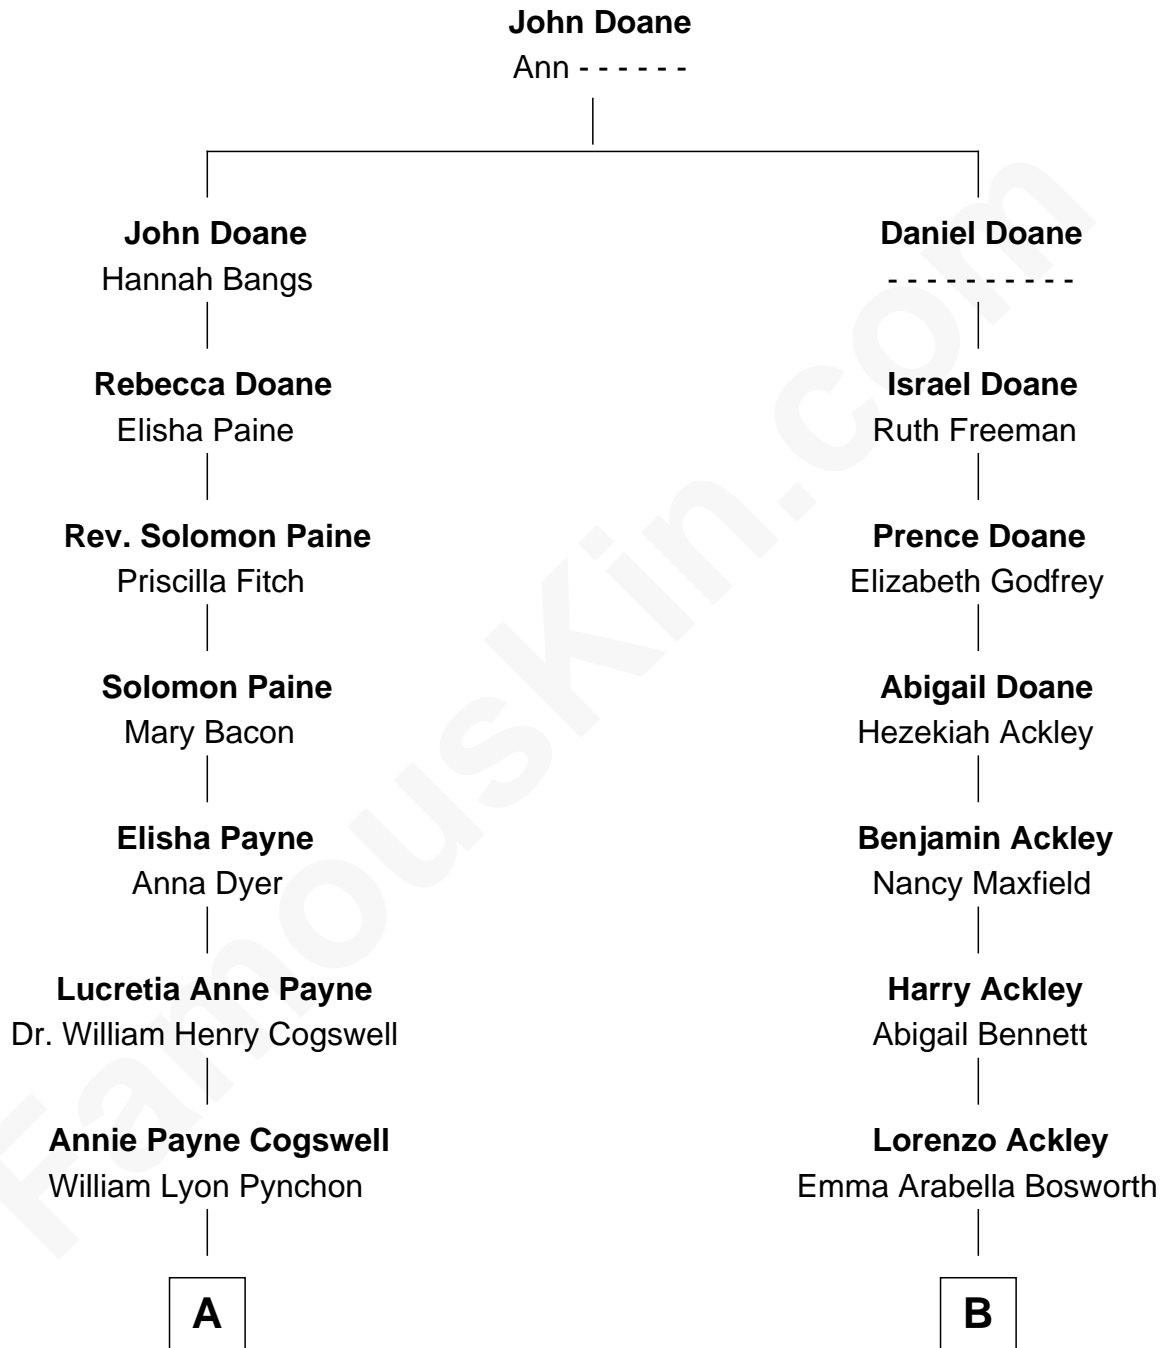 John Doane
Ann - - - - - -
John Doane
Hannah Bangs
Daniel Doane
- - - - - - - - - -
Rebecca Doane
Elisha Paine
Israel Doane
Ruth Freeman
Rev. Solomon Paine
Priscilla Fitch
Prence Doane
Elizabeth Godfrey
Solomon Paine
Mary Bacon
Abigail Doane
Hezekiah Ackley
Elisha Payne
Anna Dyer
Benjamin Ackley
Nancy Maxfield
Lucretia Anne Payne
Dr. William Henry Cogswell
Harry Ackley
Abigail Bennett
Annie Payne Cogswell
William Lyon Pynchon
Lorenzo Ackley
Emma Arabella Bosworth
A
B
FamousKin.com